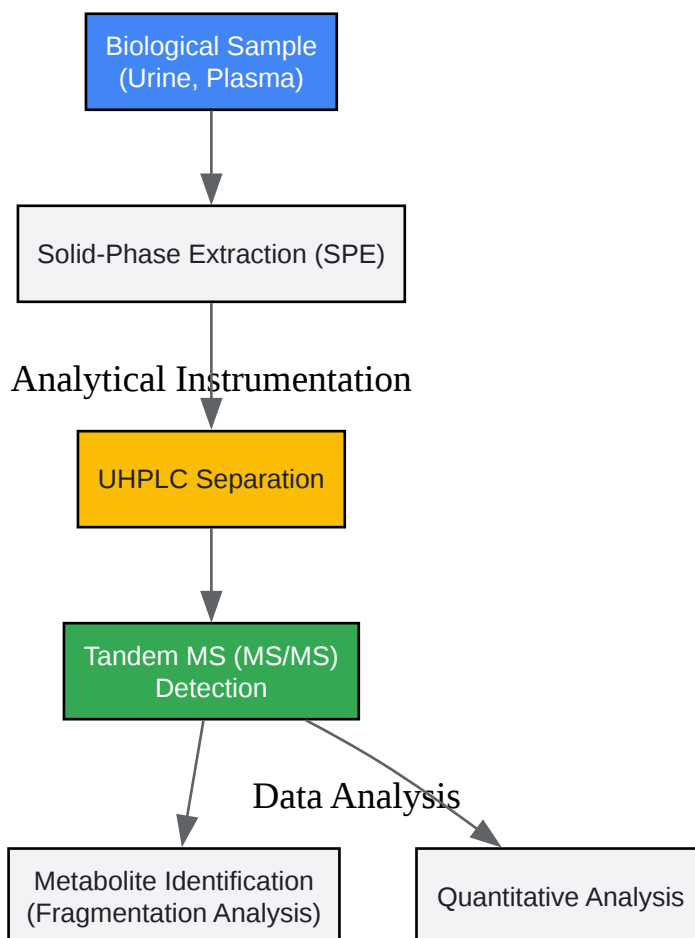 Biological Sample
(Urine, Plasma)
Solid-Phase Extraction (SPE)
Analytical Instrumentation
UHPLC Separation
Tandem MS (MS/MS)
Detection
Data Analysis
Metabolite Identification
(Fragmentation Analysis)
Quantitative Analysis